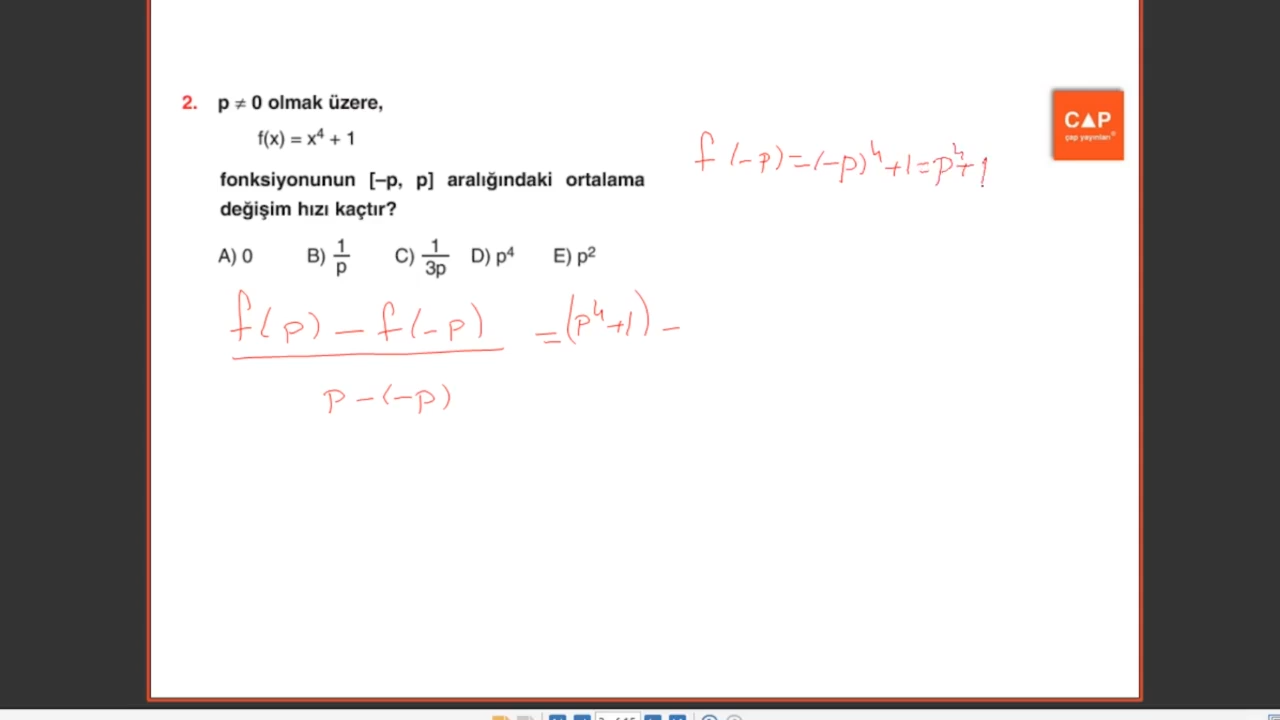 2. p ≠ 0 olmak üzere,
f(x) = x⁴ + 1
fonksiyonunun [–p, p] aralığındaki ortalama
değişim hızı kaçtır?
A) 0 B) 1/p C) 1/3p D) p⁴ E) p²
ÇAP
çap yayınları®
f(-p)=(-p)⁴+1=p⁴+1
f(p) - f(-p) / p-(-p) = (p⁴+1) -